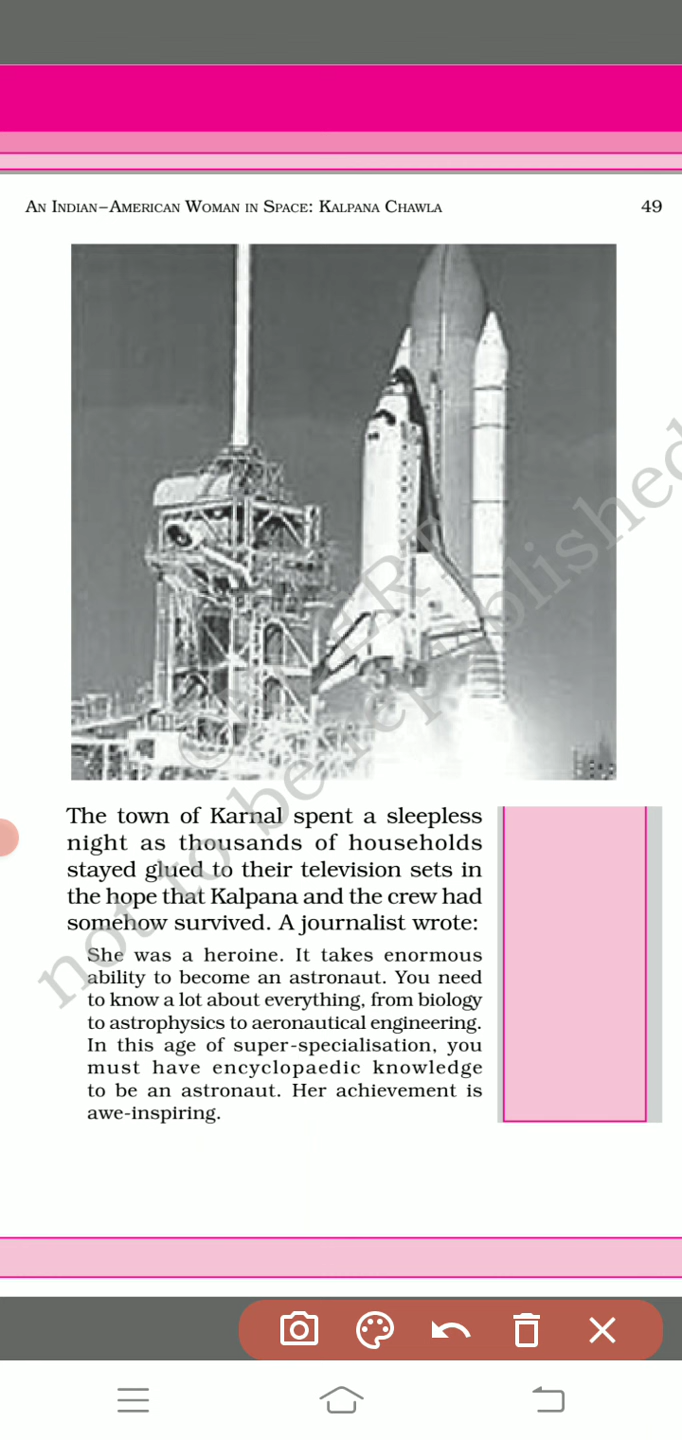 AN INDIAN–AMERICAN WOMAN IN SPACE: KALPANA CHAWLA 49
The town of Karnal spent a sleepless
night as thousands of households
stayed glued to their television sets in
the hope that Kalpana and the crew had
somehow survived. A journalist wrote:
She was a heroine. It takes enormous
ability to become an astronaut. You need
to know a lot about everything, from biology
to astrophysics to aeronautical engineering.
In this age of super-specialisation, you
must have encyclopaedic knowledge
to be an astronaut. Her achievement is
awe-inspiring.
not to be republished